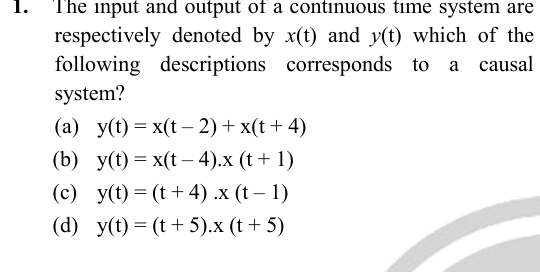 1. The input and output of a continuous time system are
respectively denoted by x(t) and y(t) which of the
following descriptions corresponds to a causal
system?
(a) y(t) = x(t – 2) + x(t + 4)
(b) y(t) = x(t – 4).x (t + 1)
(c) y(t) = (t + 4) .x (t – 1)
(d) y(t) = (t + 5).x (t + 5)